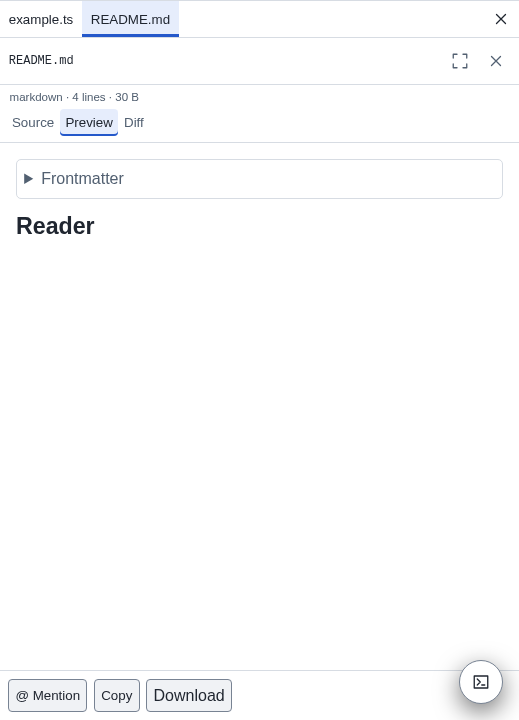 example.ts README.md
README.md
markdown · 4 lines · 30 B
Source Preview Diff
Frontmatter
Reader
@ Mention Copy Download